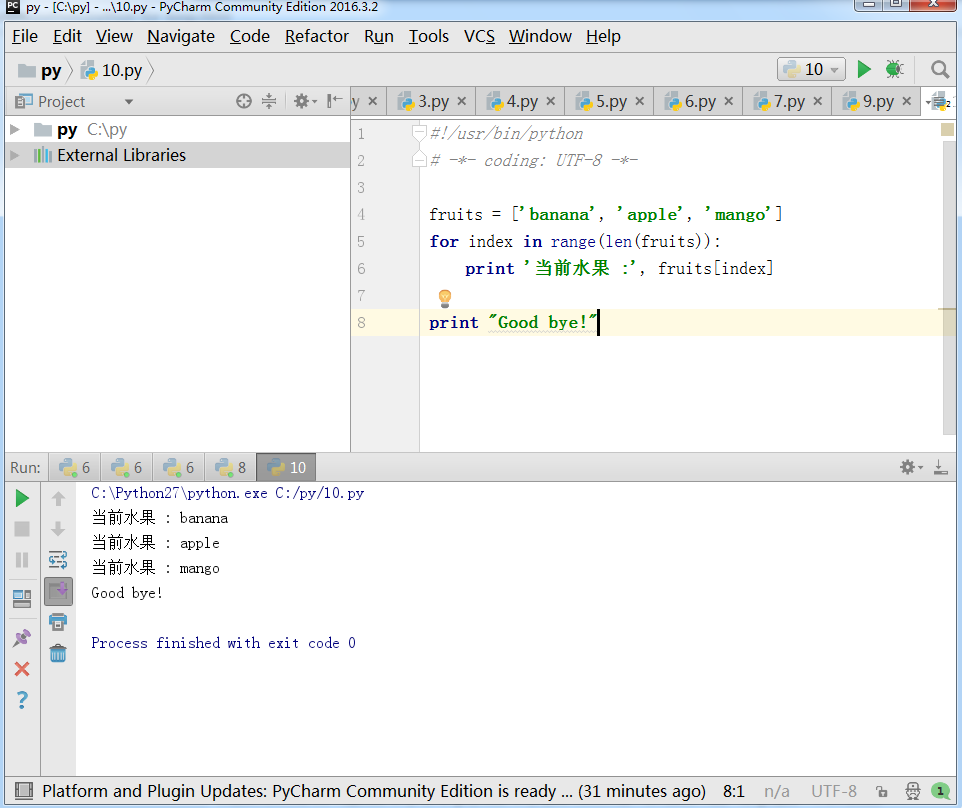 py - [C:\py] - ...\10.py - PyCharm Community Edition 2016.3.2
File Edit View Navigate Code Refactor Run Tools VCS Window Help
py 10.py 10
Project y 3.py 4.py 5.py 6.py 7.py 9.py
py C:\py
External Libraries
1 #!/usr/bin/python
2 # -*- coding: UTF-8 -*-
3
4 fruits = ['banana', 'apple', 'mango']
5 for index in range(len(fruits)):
6 print '当前水果 :', fruits[index]
7
8 print "Good bye!"
Run: 6 6 6 8 10
C:\Python27\python.exe C:/py/10.py
当前水果 : banana
当前水果 : apple
当前水果 : mango
Good bye!
Process finished with exit code 0
Platform and Plugin Updates: PyCharm Community Edition is ready ... (31 minutes ago) 8:1 n/a UTF-8 1